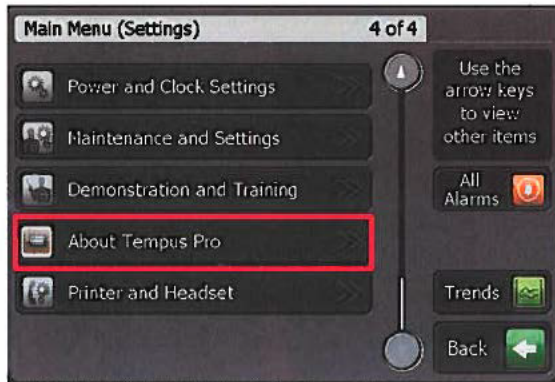 Main Menu (Settings)
4 of 4
Power and Clock Settings
Maintenance and Settings
Demonstration and Training
About Tempus Pro
Printer and Headset
Use the
arrow keys
to view
other items
All
Alarms
Trends
Back